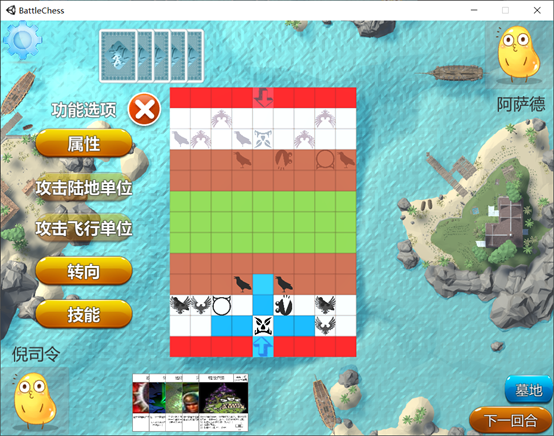 BattleChess
功能选项
阿萨德
属性
攻击陆地单位
攻击飞行单位
转向
技能
倪司令
墓地
下一回合